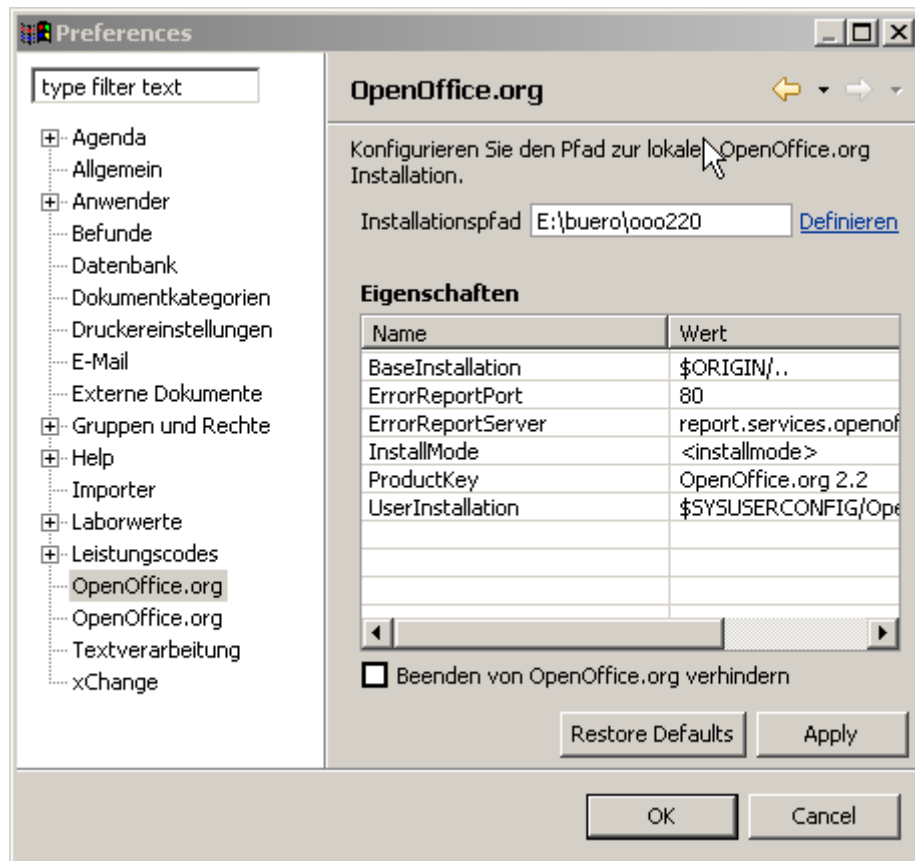 Preferences
type filter text
Agenda
Allgemein
Anwender
Befunde
Datenbank
Dokumentkategorien
Druckereinstellungen
E-Mail
Externe Dokumente
Gruppen und Rechte
Help
Importer
Laborwerte
Leistungscodes
OpenOffice.org
OpenOffice.org
Textverarbeitung
xChange
OpenOffice.org
Konfigurieren Sie den Pfad zur OpenOffice.org
Installation.
Installationspfad E:\buero\ooo220 Definieren
Eigenschaften
Name Wert
BaseInstallation $ORIGIN/..
ErrorReportPort 80
ErrorReportServer report.services.openof
InstallMode <installmode>
ProductKey OpenOffice.org 2.2
UserInstallation $SYSUSERCONFIG/Ope
Beenden von OpenOffice.org verhindern
Restore Defaults Apply
OK Cancel